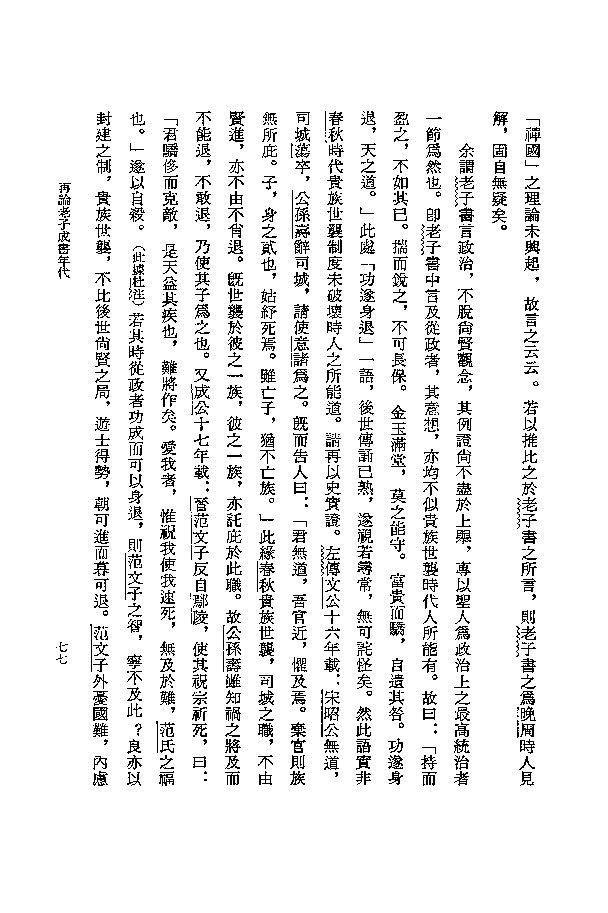 「禪國」之理論未興起，故言之云云。若以推比之於老子書之所言，則老子書之爲晚周時人見
解，固自無疑矣。
余謂老子書言政治，不脫尙賢觀念，其例證尙不盡於上舉，專以聖人爲政治上之最高統治者
一節爲然也。卽老子書中言及從政者，其意想，亦均不似貴族世襲時代人所能有。故曰：「持而
盈之，不如其已。揣而銳之，不可長保。金玉滿堂，莫之能守。富貴而驕，自遺其咎。功遂身
退，天之道。」此處「功遂身退」一語，後世傳誦已熟，遂視若尋常，無可詫怪矣。然此語實非
春秋時代貴族世襲制度未破壞時人之所能道。請再以史實證。左傳文公十六年載：宋昭公無道，
司城蕩卒，公孫壽辭司城，請使意諸爲之。旣而告人曰：「君無道，吾官近，懼及焉。棄官則族
無所庇。子，身之貳也，姑紓死焉。雖亡子，猶不亡族。」此緣春秋貴族世襲，司城之職，不由
賢進，亦不由不肖退。旣世襲於彼之一族，彼之一族，亦託庇於此職。故公孫壽雖知禍之將及而
不能退，不敢退，乃使其子爲之也。又成公十七年載：晉范文子反自鄢陵，使其祝宗祈死，曰：
「君驕侈而克敵，是天益其疾也，難將作矣。愛我者，惟祝我使我速死，無及於難，范氏之福
也。」遂以自殺。（此據杜注）若其時從政者功成而可以身退，則范文子之智，寧不及此？良亦以
封建之制，貴族世襲，不比後世尙賢之局，遊士得勢，朝可進而暮可退。范文子外憂國難，內慮
再論老子成書年代
七七